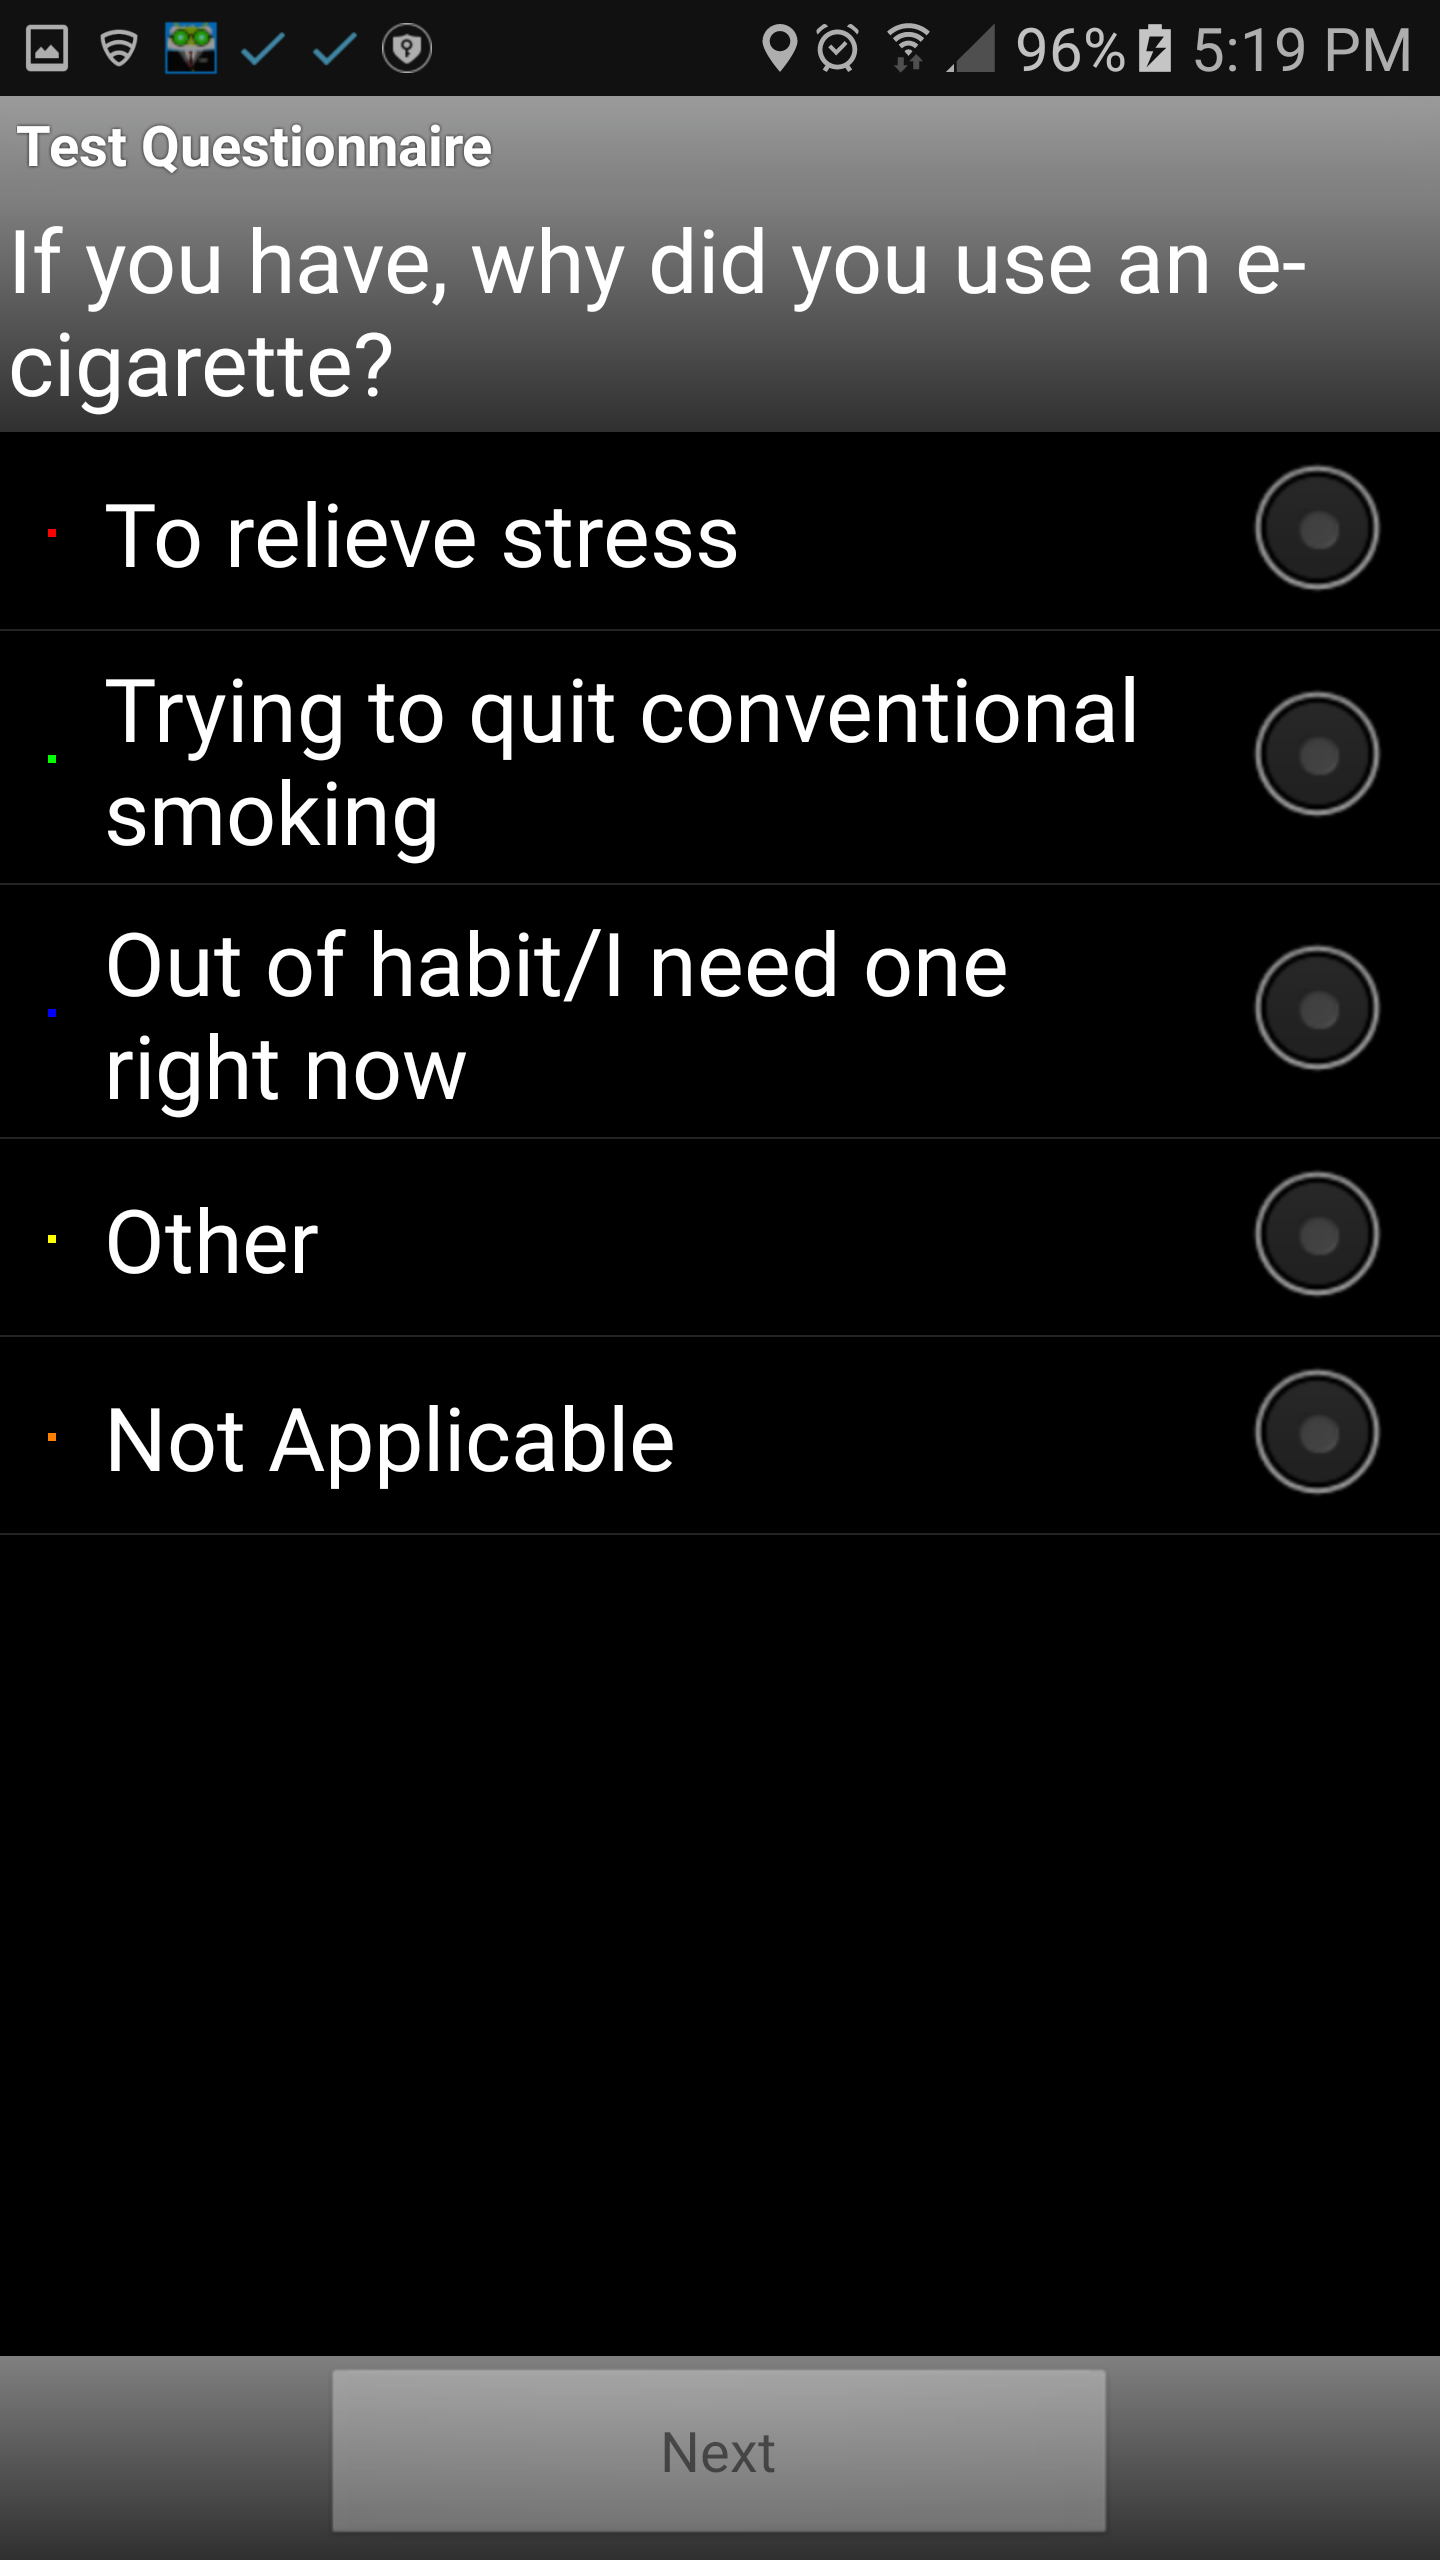 96% 5:19 PM
Test Questionnaire
If you have, why did you use an e-
cigarette?
To relieve stress
Trying to quit conventional
smoking
Out of habit/I need one
right now
Other
Not Applicable
Next